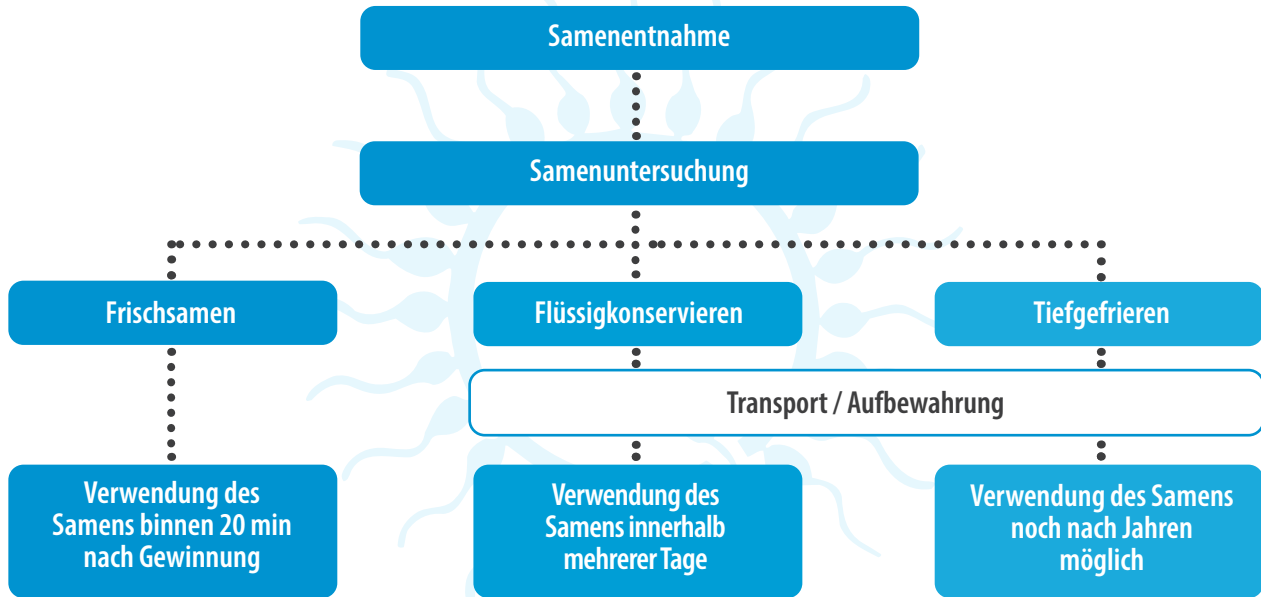 Samenentnahme
Samenuntersuchung
Frischsamen
Flüssigkonservieren
Tiefgefrieren
Transport / Aufbewahrung
Verwendung des
Samens binnen 20 min
nach Gewinnung
Verwendung des
Samens innerhalb
mehrerer Tage
Verwendung des Samens
noch nach Jahren
möglich